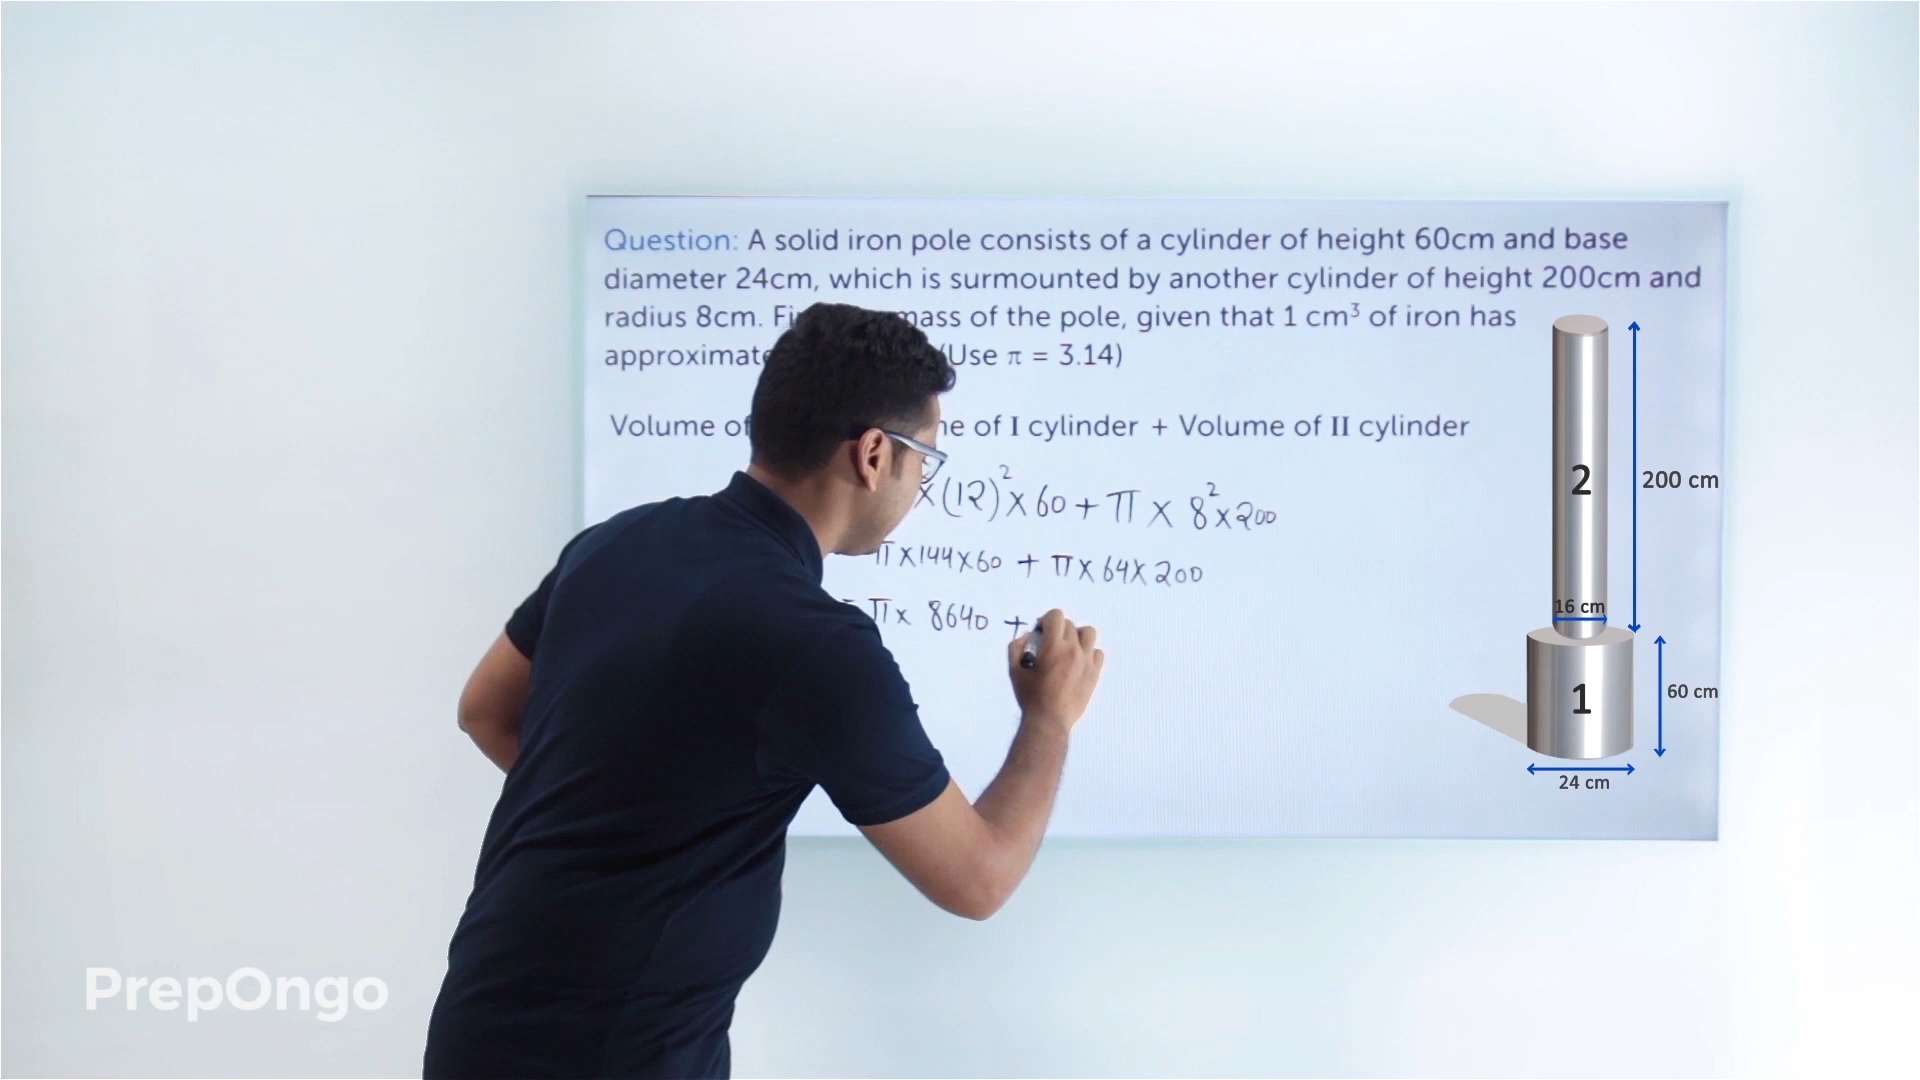 Question: A solid iron pole consists of a cylinder of height 60cm and base
diameter 24cm, which is surmounted by another cylinder of height 200cm and
radius 8cm. mass of the pole, given that 1 cm³ of iron has
(Use π = 3.14)
Volume of I cylinder + Volume of II cylinder
×(12)²×60+π × 8²×200
π×144×60 + π×64×200
= π× 8640 +
2
200 cm
16 cm
1
60 cm
24 cm
PrepOngo